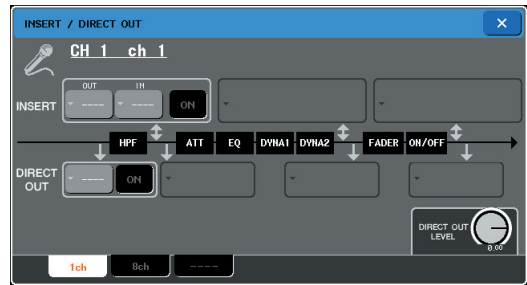 INSERT / DIRECT OUT
CH 1 ch 1
OUT IN
INSERT ---- ---- ON
HPF ATT EQ DYNA1 DYNA2 FADER ON/OFF
DIRECT OUT ---- ON
DIRECT OUT LEVEL
0.00
1ch 8ch ----